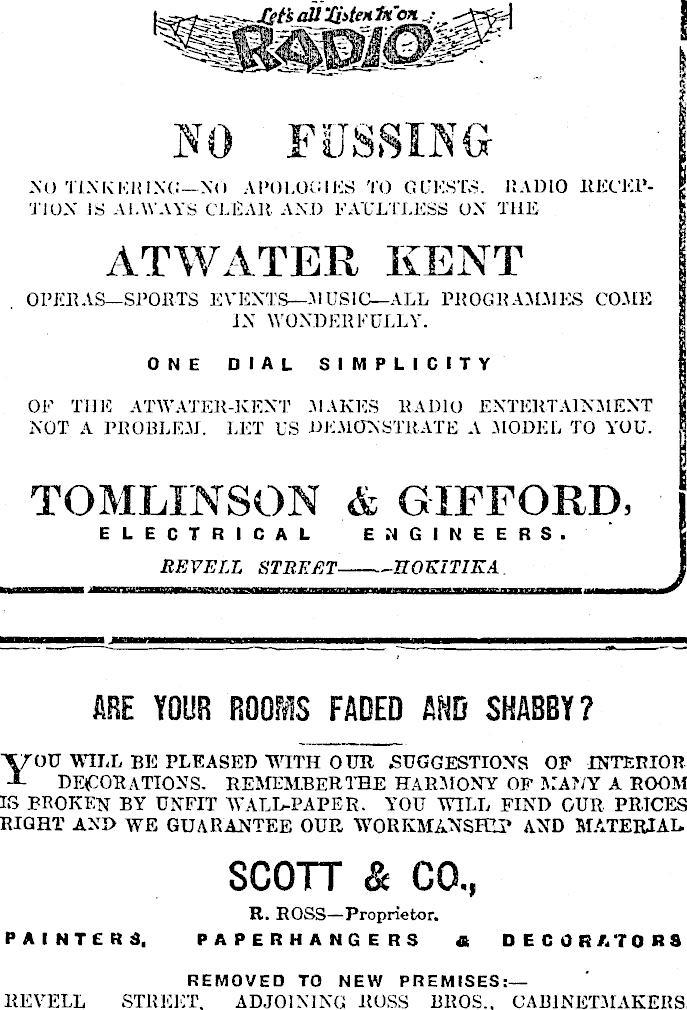 Let's all "Listen In" on
RADIO
NO FUSSING
NO TINKERING—NO APOLOGIES TO GUESTS. RADIO RECEP-
TION IS ALWAYS CLEAR AND FAULTLESS ON THE
ATWATER KENT
OPERAS—SPORTS EVENTS—MUSIC—ALL PROGRAMMES COME
IN WONDERFULLY.
ONE DIAL SIMPLICITY
OF THE ATWATER-KENT MAKES RADIO ENTERTAINMENT
NOT A PROBLEM. LET US DEMONSTRATE A MODEL TO YOU.
TOMLINSON & GIFFORD,
ELECTRICAL ENGINEERS.
REVELL STREET——HOKITIKA.
ARE YOUR ROOMS FADED AND SHABBY?
YOU WILL BE PLEASED WITH OUR SUGGESTIONS OF INTERIOR
DECORATIONS. REMEMBER THE HARMONY OF MANY A ROOM
IS BROKEN BY UNFIT WALL-PAPER. YOU WILL FIND OUR PRICES
RIGHT AND WE GUARANTEE OUR WORKMANSHIP AND MATERIAL.
SCOTT & CO.,
R. ROSS—Proprietor.
PAINTERS, PAPERHANGERS & DECORATORS
REMOVED TO NEW PREMISES:—
REVELL STREET, ADJOINING ROSS BROS., CABINETMAKERS